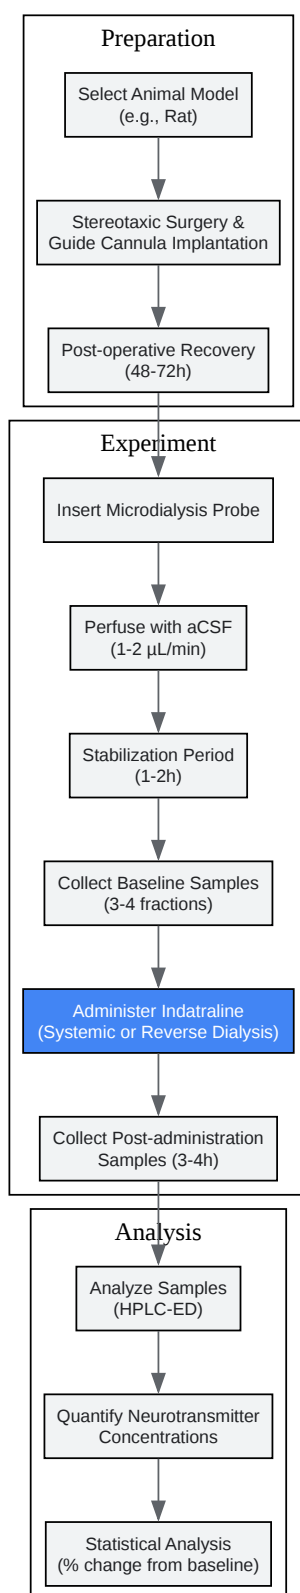 Preparation
Select Animal Model
(e.g., Rat)
Stereotaxic Surgery &
Guide Cannula Implantation
Post-operative Recovery
(48-72h)
Experiment
Insert Microdialysis Probe
Perfuse with aCSF
(1-2 µL/min)
Stabilization Period
(1-2h)
Collect Baseline Samples
(3-4 fractions)
Administer Indatraline
(Systemic or Reverse Dialysis)
Collect Post-administration
Samples (3-4h)
Analysis
Analyze Samples
(HPLC-ED)
Quantify Neurotransmitter
Concentrations
Statistical Analysis
(% change from baseline)